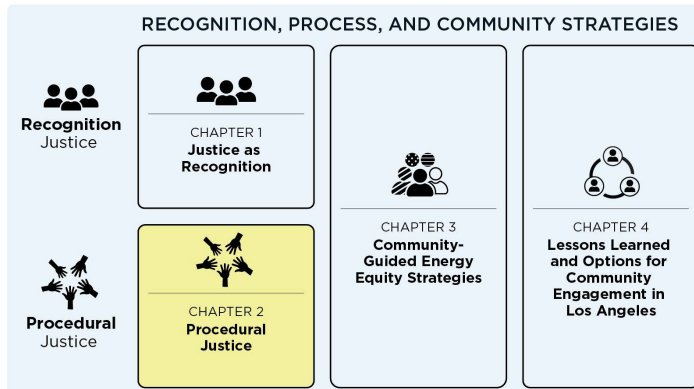 RECOGNITION, PROCESS, AND COMMUNITY STRATEGIES
Recognition
Justice
CHAPTER 1
Justice as
Recognition
Procedural
Justice
CHAPTER 2
Procedural
Justice
CHAPTER 3
Community-
Guided Energy
Equity Strategies
CHAPTER 4
Lessons Learned
and Options for
Community
Engagement in
Los Angeles